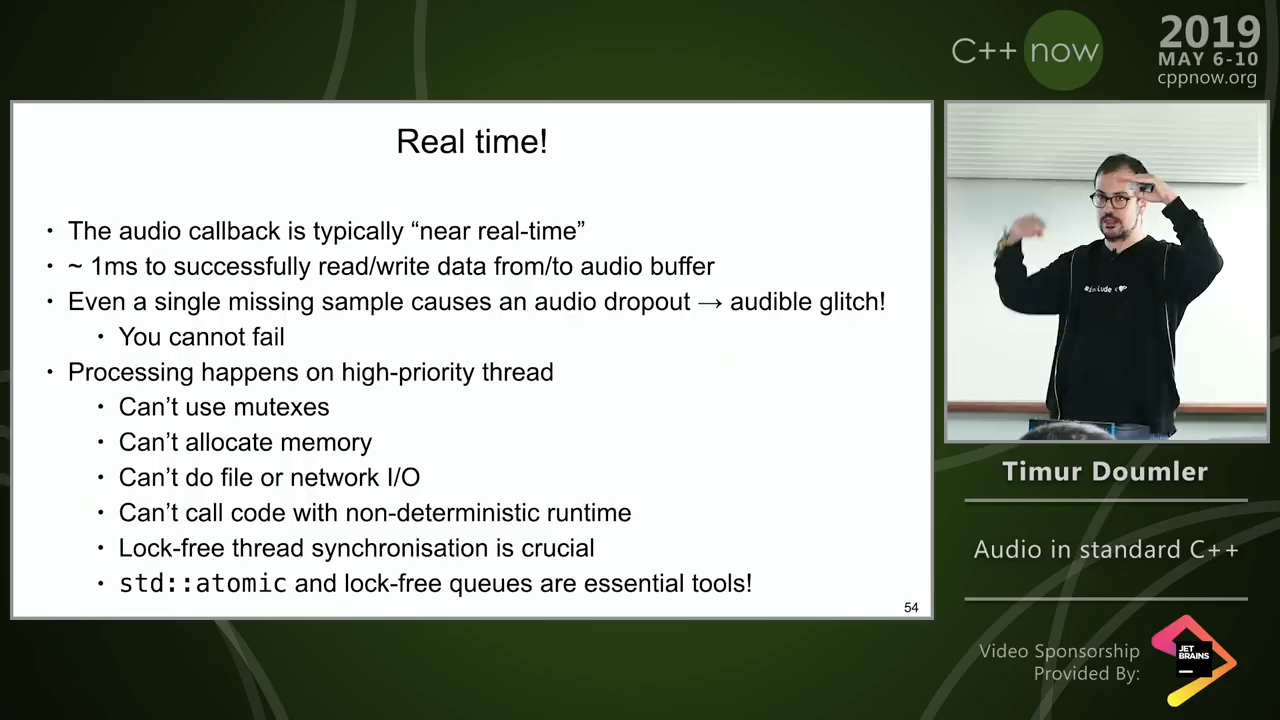 C++ now
2019
MAY 6-10
cppnow.org
Real time!
• The audio callback is typically “near real-time”
• ~ 1ms to successfully read/write data from/to audio buffer
• Even a single missing sample causes an audio dropout → audible glitch!
• You cannot fail
• Processing happens on high-priority thread
• Can’t use mutexes
• Can’t allocate memory
• Can’t do file or network I/O
• Can’t call code with non-deterministic runtime
• Lock-free thread synchronisation is crucial
• std::atomic and lock-free queues are essential tools!
54
#include <
Timur Doumler
Audio in standard C++
Video Sponsorship
Provided By:
JET
BRAINS